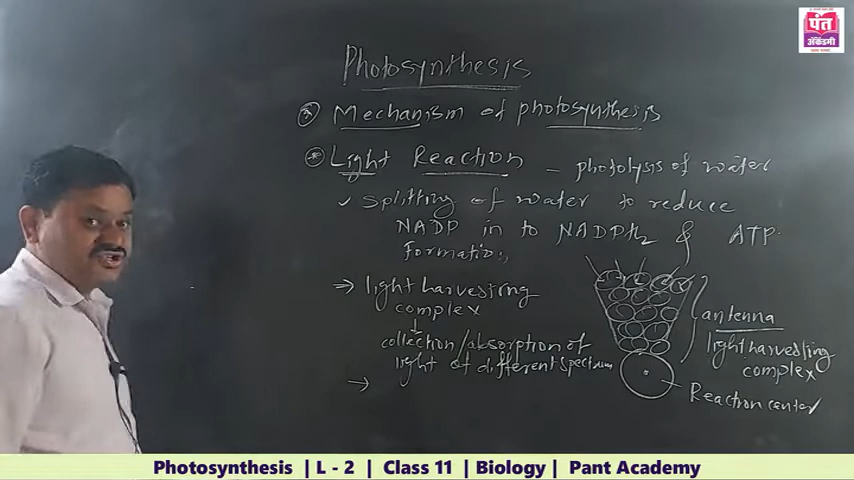 पंत
अ‍ॅकॅडमी
Photosynthesis
Mechanism of photosynthesis
Light Reaction - photolysis of water
✓ splitting of water to reduce
NADP in to NADPH₂ & ATP.
formation,
⇒ light harvesting
complex
↓
collection/absorption of
light of different spectrum
→
antenna
light harvesting
complex
Reaction center
Photosynthesis | L - 2 | Class 11 | Biology | Pant Academy